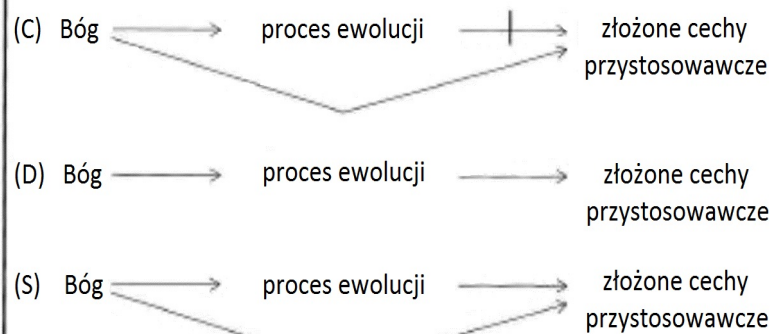 (C) Bóg proces ewolucji złożone cechy
przystosowawcze
(D) Bóg proces ewolucji złożone cechy
przystosowawcze
(S) Bóg proces ewolucji złożone cechy
przystosowawcze